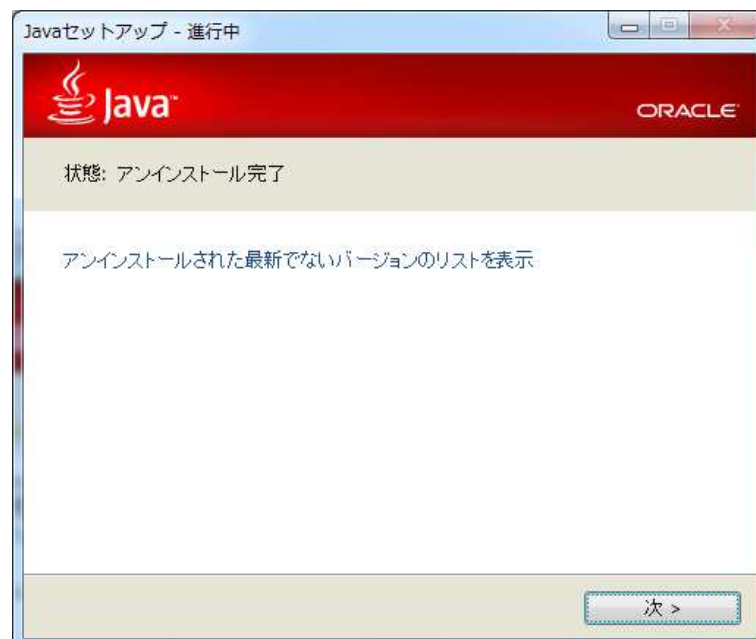 Javaセットアップ - 進行中
Java™
ORACLE
状態: アンインストール完了
アンインストールされた最新でないバージョンのリストを表示
次 >